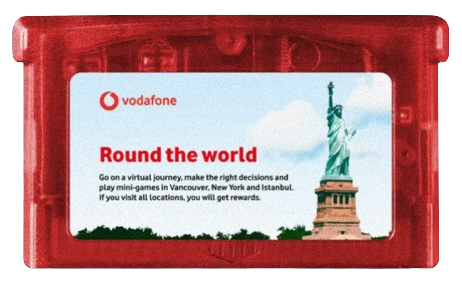 vodafone
Round the world
Go on a virtual journey, make the right decisions and
play mini-games in Vancouver, New York and Istanbul.
If you visit all locations, you will get rewards.